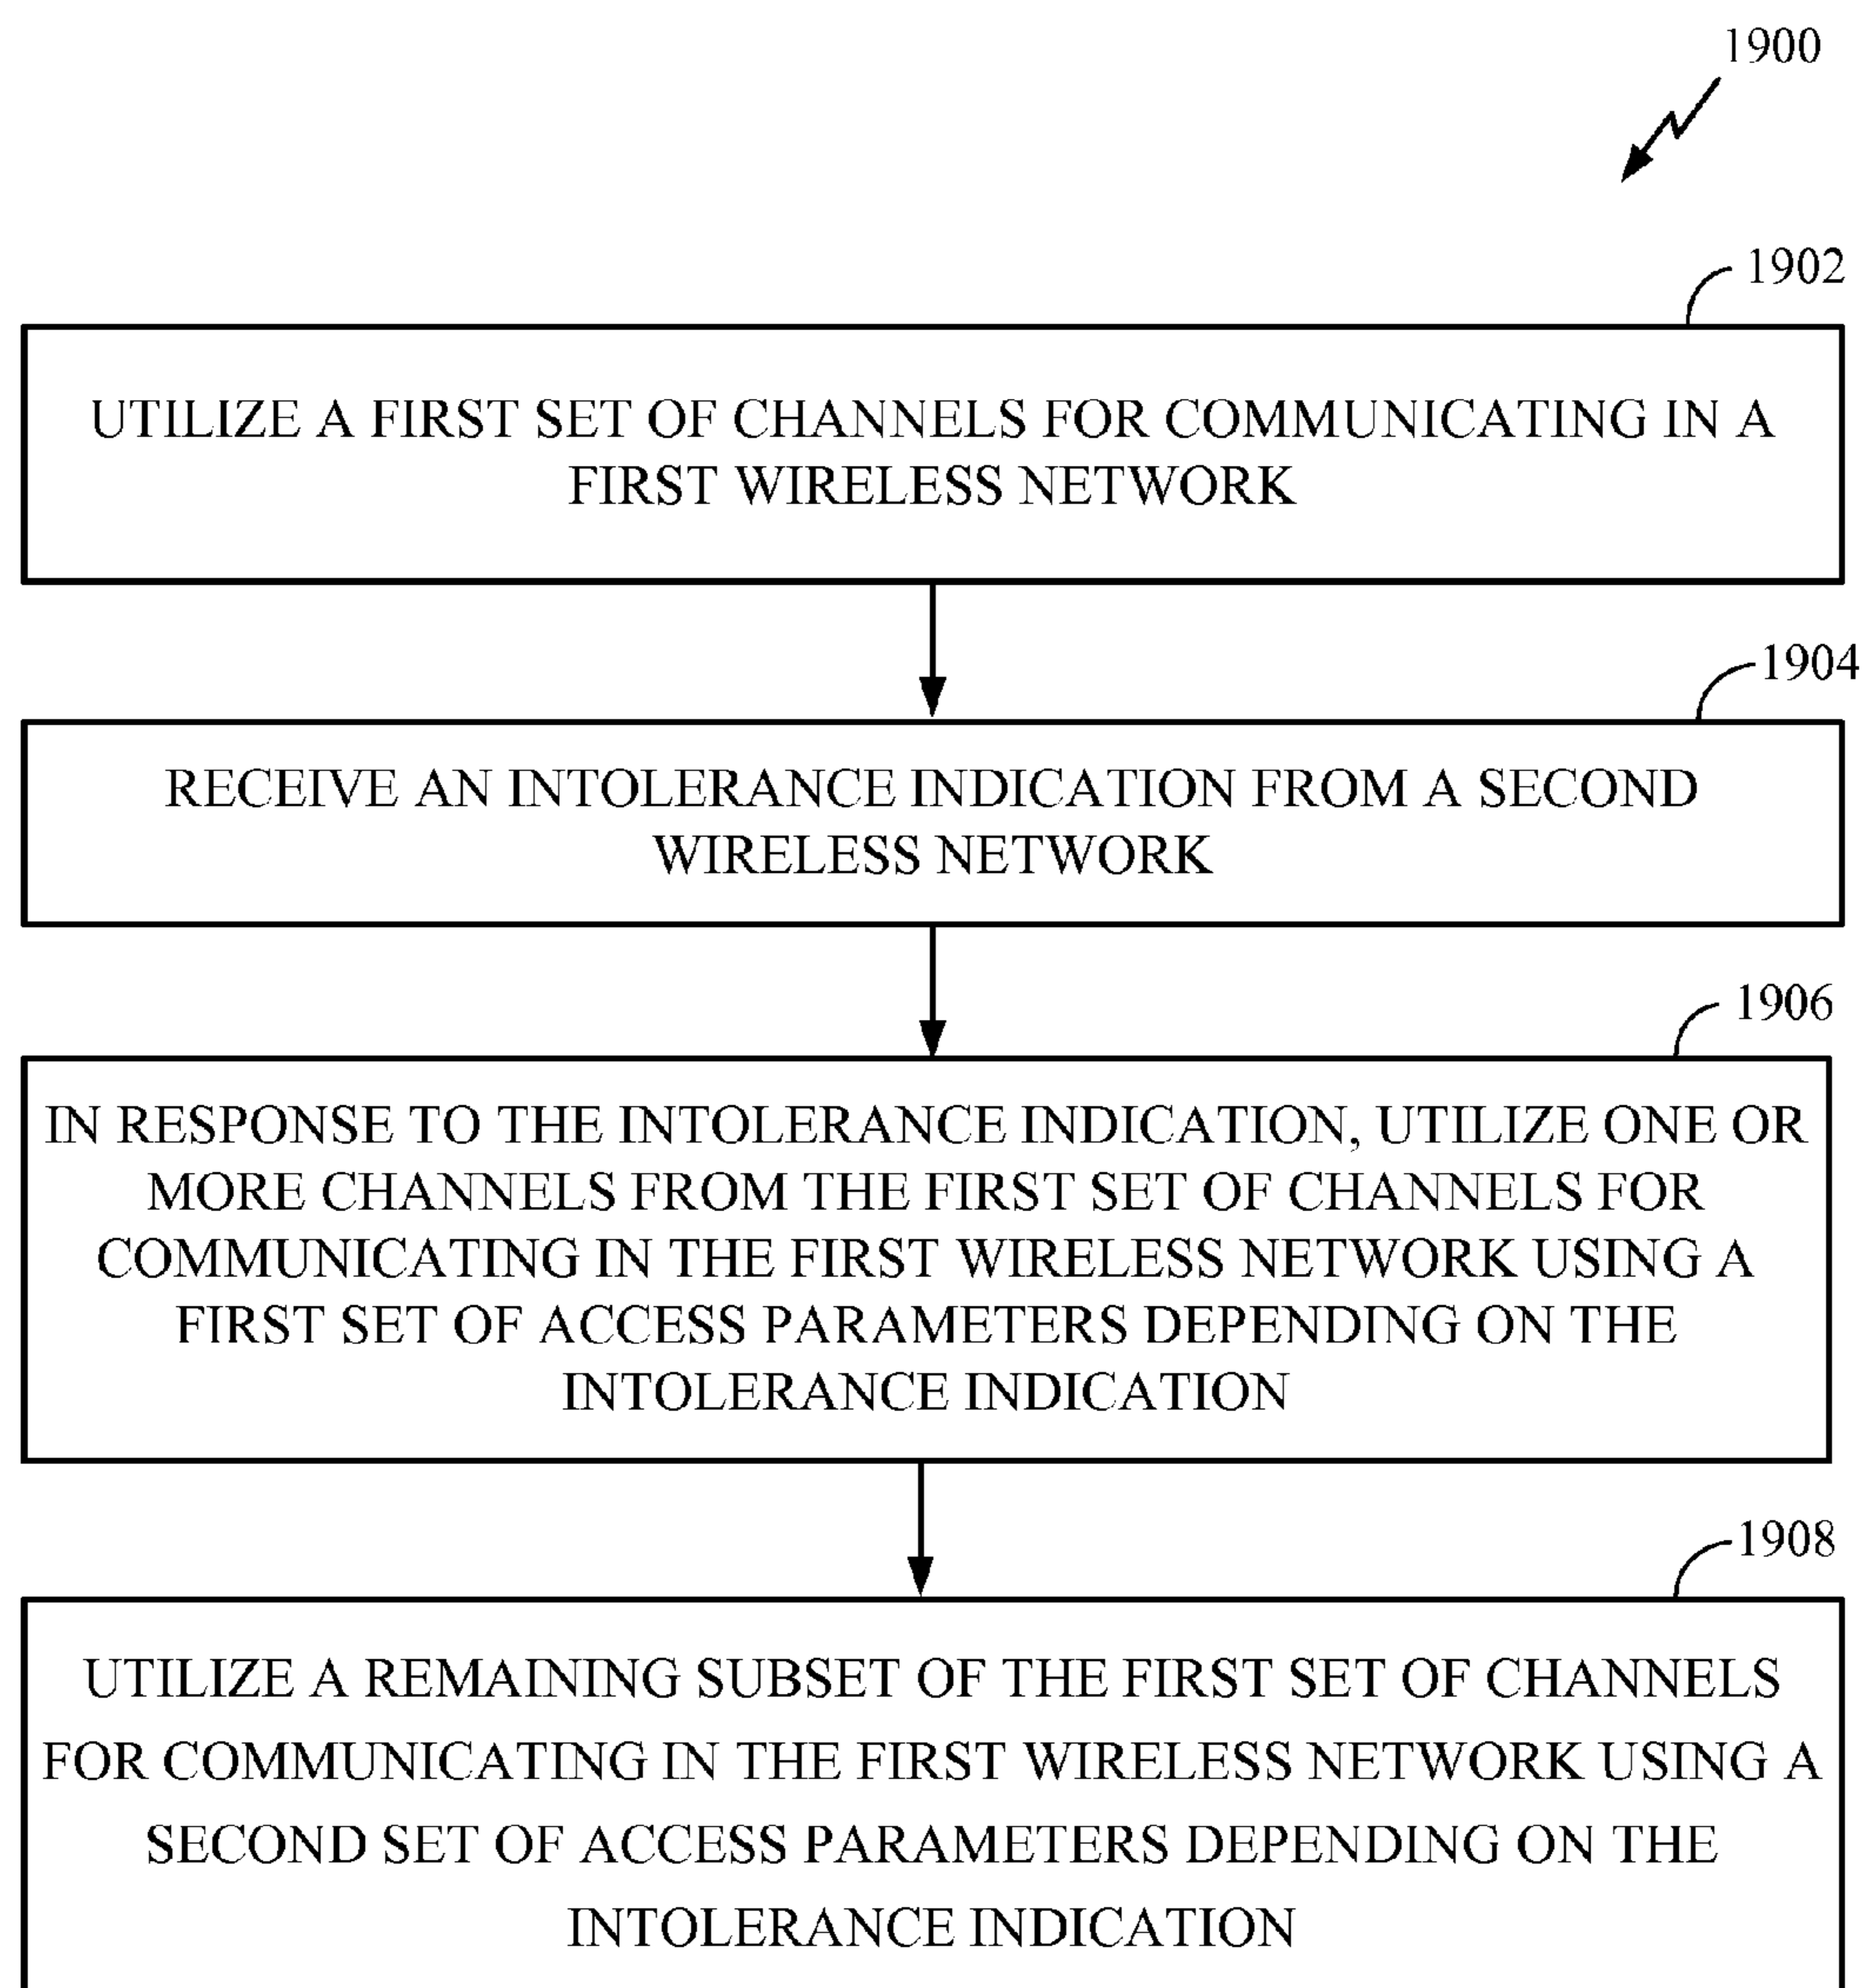 1900
1902
UTILIZE A FIRST SET OF CHANNELS FOR COMMUNICATING IN A
FIRST WIRELESS NETWORK
1904
RECEIVE AN INTOLERANCE INDICATION FROM A SECOND
WIRELESS NETWORK
1906
IN RESPONSE TO THE INTOLERANCE INDICATION, UTILIZE ONE OR
MORE CHANNELS FROM THE FIRST SET OF CHANNELS FOR
COMMUNICATING IN THE FIRST WIRELESS NETWORK USING A
FIRST SET OF ACCESS PARAMETERS DEPENDING ON THE
INTOLERANCE INDICATION
1908
UTILIZE A REMAINING SUBSET OF THE FIRST SET OF CHANNELS
FOR COMMUNICATING IN THE FIRST WIRELESS NETWORK USING A
SECOND SET OF ACCESS PARAMETERS DEPENDING ON THE
INTOLERANCE INDICATION